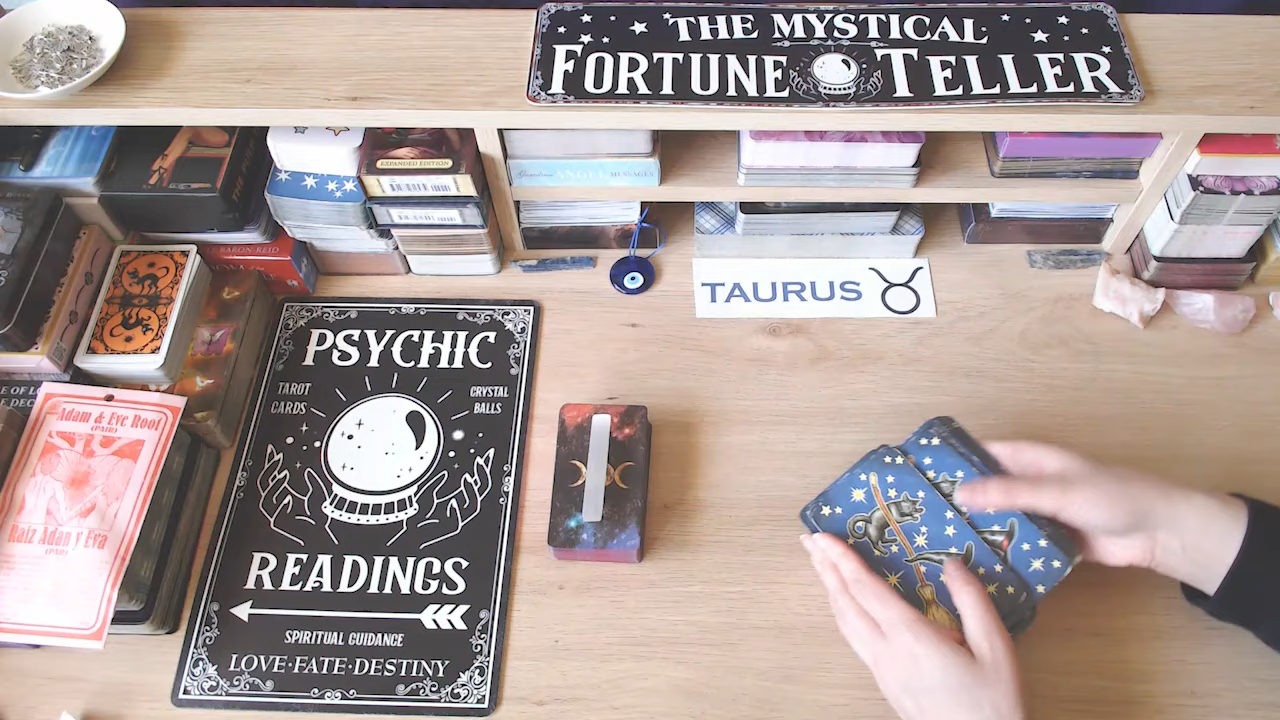 THE MYSTICAL
FORTUNE TELLER
EXPANDED EDITION
ANGEL MESSAGES
TAURUS
PSYCHIC
TAROT
CARDS
CRYSTAL
BALLS
READINGS
SPIRITUAL GUIDANCE
LOVE·FATE·DESTINY
Adam & Eve Root
(PAIR)
Raiz Adan y Eva
(PAR)